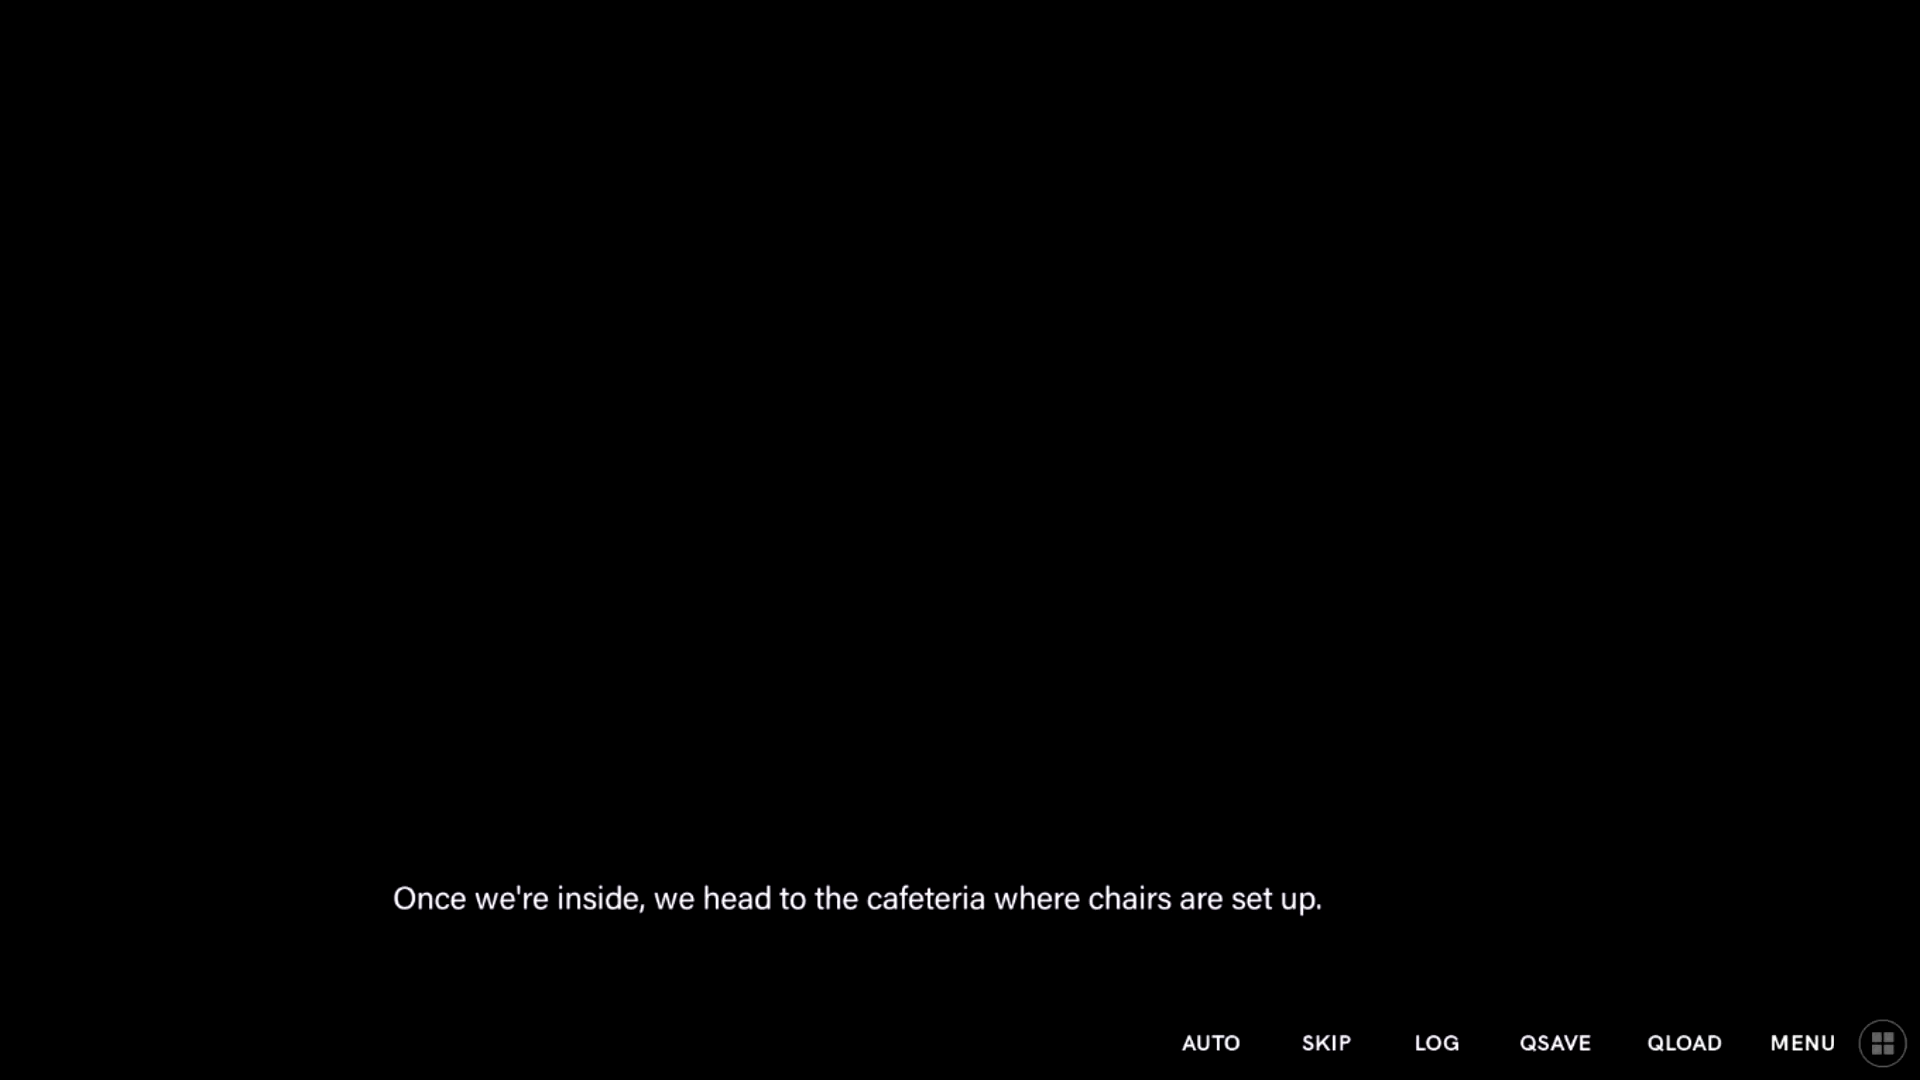 Once we're inside, we head to the cafeteria where chairs are set up.
AUTO SKIP LOG QSAVE QLOAD MENU